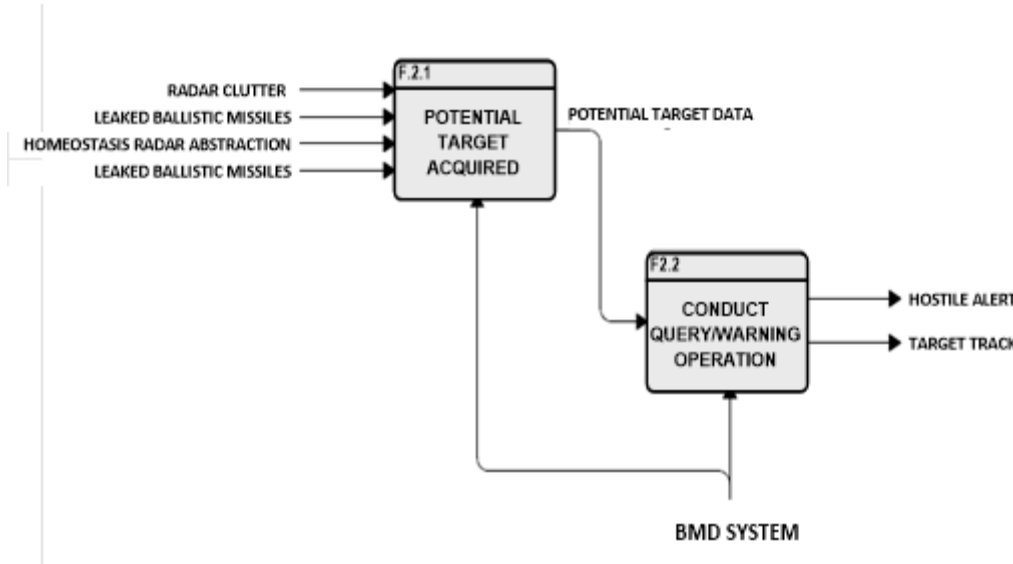 F.2.1
RADAR CLUTTER
LEAKED BALLISTIC MISSILES
HOMEOSTASIS RADAR ABSTRACTION
LEAKED BALLISTIC MISSILES
POTENTIAL
TARGET
ACQUIRED
POTENTIAL TARGET DATA
F2.2
CONDUCT
QUERY/WARNING
OPERATION
HOSTILE ALERT
TARGET TRACK
BMD SYSTEM